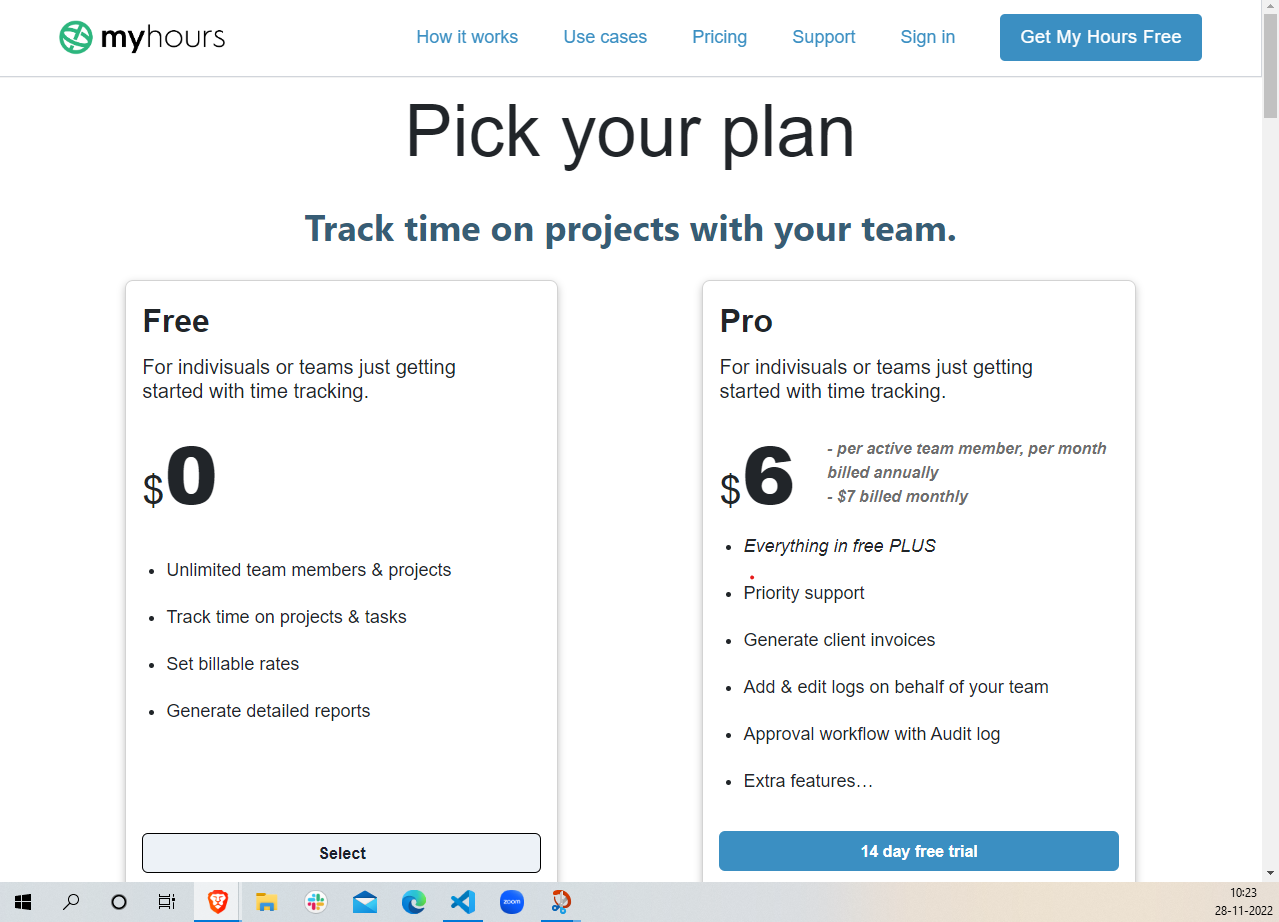 myhours
How it works Use cases Pricing Support Sign in Get My Hours Free
Pick your plan
Track time on projects with your team.
Free
For indivisuals or teams just getting
started with time tracking.
$0
Unlimited team members & projects
Track time on projects & tasks
Set billable rates
Generate detailed reports
Select
Pro
For indivisuals or teams just getting
started with time tracking.
$6
- per active team member, per month
billed annually
- $7 billed monthly
Everything in free PLUS
Priority support
Generate client invoices
Add & edit logs on behalf of your team
Approval workflow with Audit log
Extra features…
14 day free trial
zoom
10:23
28-11-2022